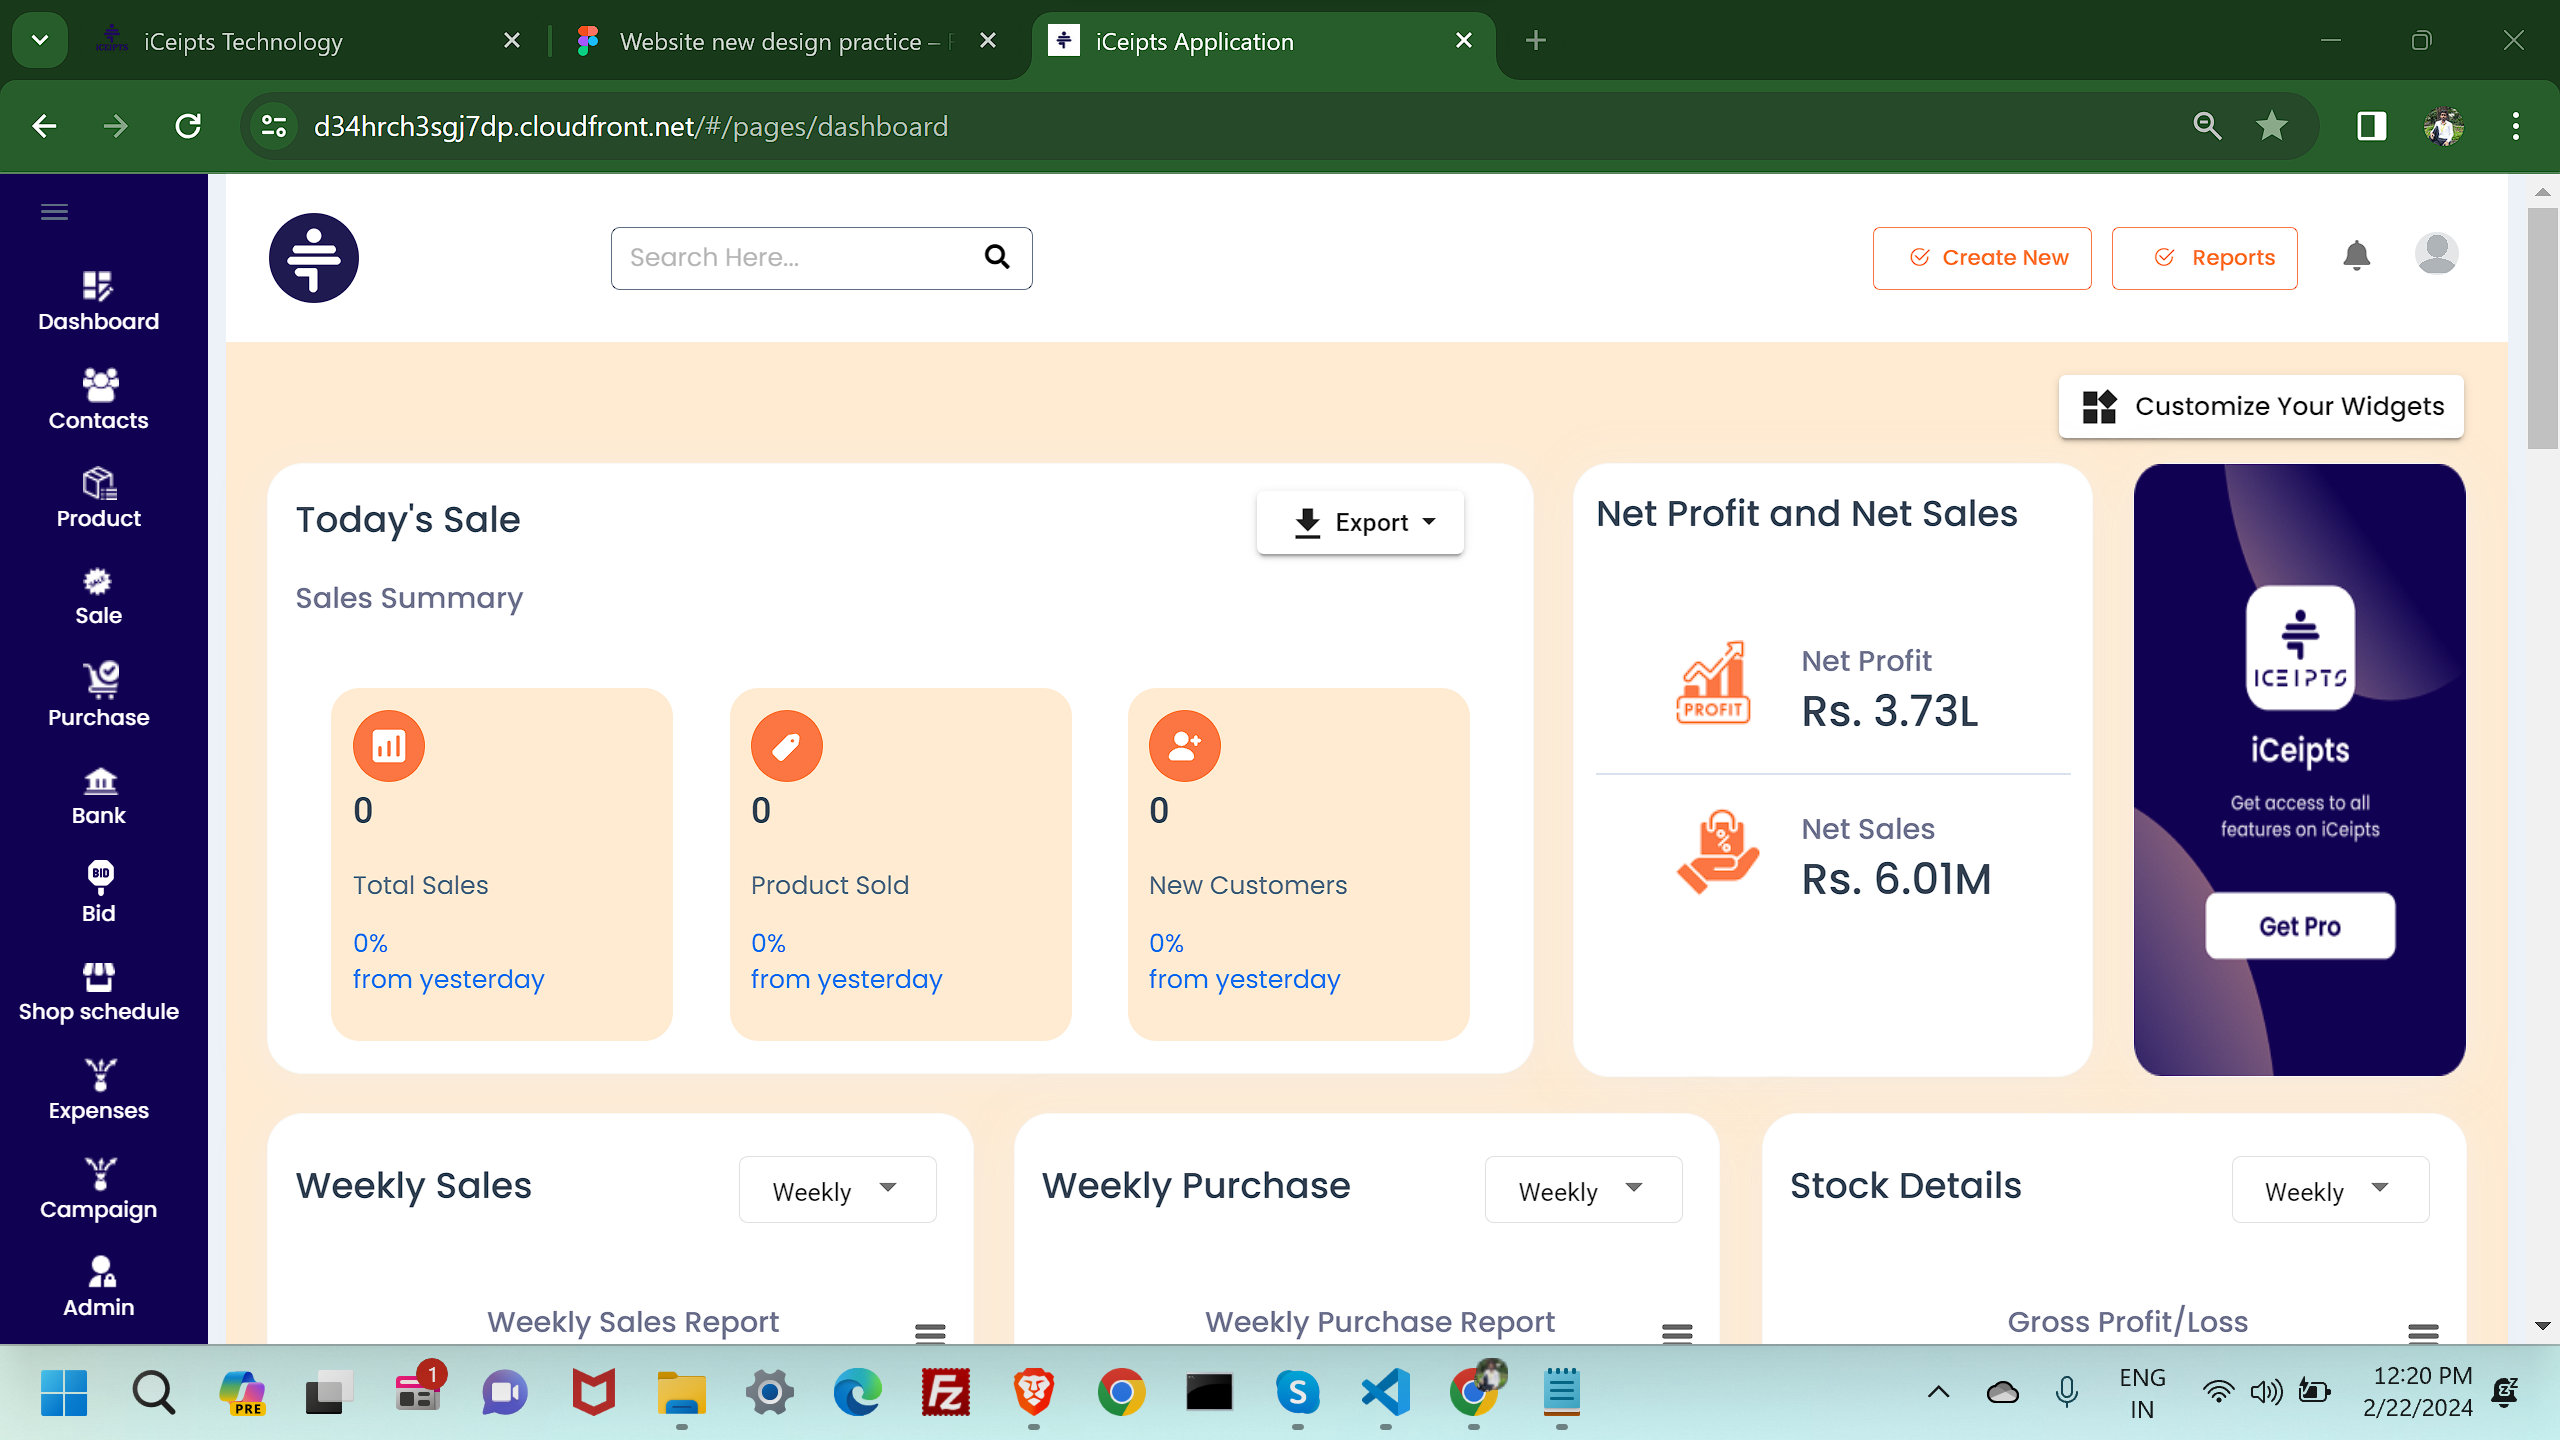 iCeipts Technology
Website new design practice –
iCeipts Application
d34hrch3sgj7dp.cloudfront.net/#/pages/dashboard
Search Here...
Create New
Reports
Dashboard
Contacts
Product
Sale
Purchase
Bank
BID
Bid
Shop schedule
Expenses
Campaign
Admin
Customize Your Widgets
Today's Sale
Export
Sales Summary
0
Total Sales
0%
from yesterday
0
Product Sold
0%
from yesterday
0
New Customers
0%
from yesterday
Net Profit and Net Sales
PROFIT
Net Profit
Rs. 3.73L
Net Sales
Rs. 6.01M
ICEIPTS
iCeipts
Get access to all
features on iCeipts
Get Pro
Weekly Sales
Weekly
Weekly Sales Report
Weekly Purchase
Weekly
Weekly Purchase Report
Stock Details
Weekly
Gross Profit/Loss
PRE
1
ENG
IN
12:20 PM
2/22/2024